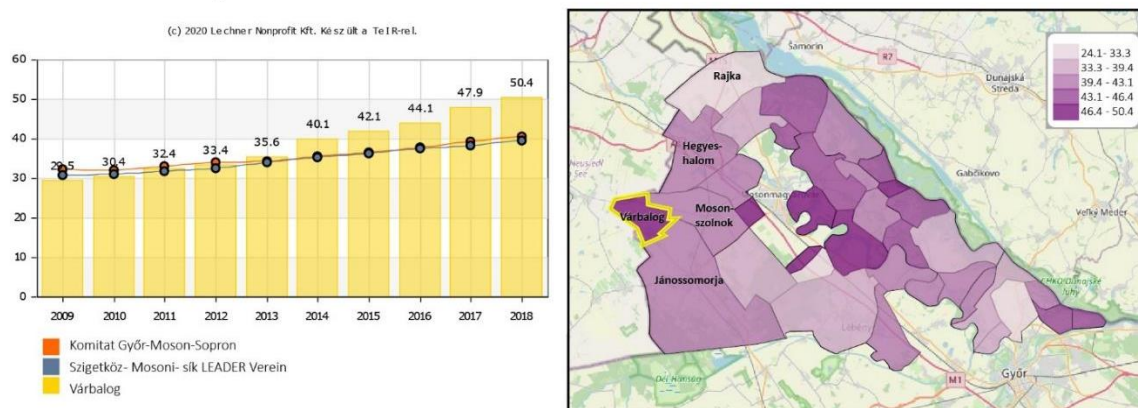 (c) 2020 Lechner Nonprofit Kft. Készült a TeIR-rel.
60
50
40
30
20
10
0
30.4
32.4
33.4
35.6
40.1
42.1
44.1
47.9
50.4
2009 2010 2011 2012 2013 2014 2015 2016 2017 2018
Komitat Győr-Moson-Sopron
Szigetköz- Mosoni- sík LEADER Verein
Várbalog
24.1- 33.3
33.3 - 39.4
39.4 - 43.1
43.1 - 46.4
46.4 - 50.4
Šamorín
R7
Dunajská
Streda
Rajka
Hegyes-
halom
Gabčíkovo
Várbalog
Moson-
szolnok
Veľký Meder
Jánossomorja
Lébény
M1
Győr